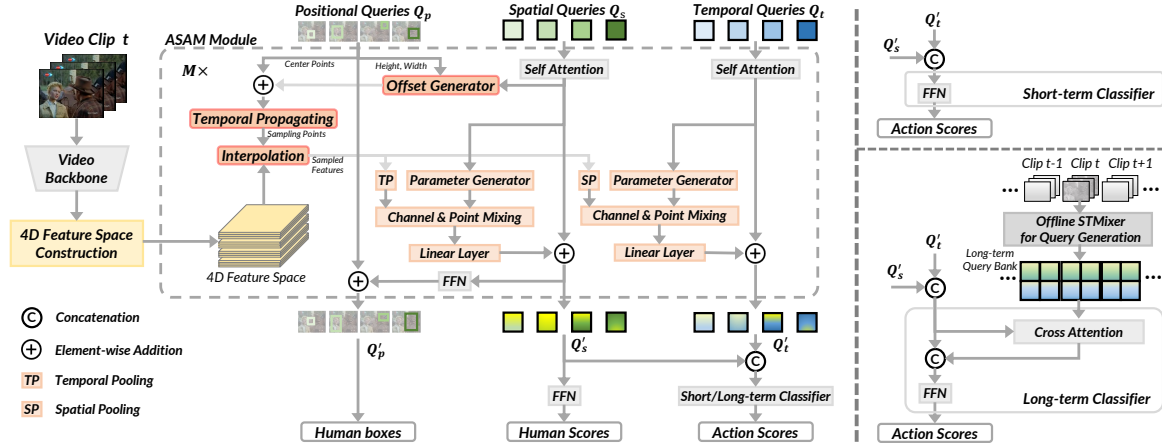 Positional Queries Qp
Spatial Queries Qs
Temporal Queries Qt
Video Clip t
ASAM Module
M×
Center Points
Height, Width
Self Attention
Self Attention
Offset Generator
Temporal Propagating
Sampling Points
Interpolation
Sampled
Features
TP
Parameter Generator
SP
Parameter Generator
Channel & Point Mixing
Channel & Point Mixing
Linear Layer
Linear Layer
FFN
Video
Backbone
4D Feature Space
Construction
4D Feature Space
C Concatenation
+ Element-wise Addition
TP Temporal Pooling
SP Spatial Pooling
Q'p
Q's
Q't
C
FFN
Short/Long-term Classifier
Human boxes
Human Scores
Action Scores
Q't
Q's
C
FFN
Short-term Classifier
Action Scores
Clip t-1
Clip t
Clip t+1
...
...
Offline STMixer
for Query Generation
Long-term
Query Bank
...
...
Q't
Q's
C
Cross Attention
C
FFN
Long-term Classifier
Action Scores